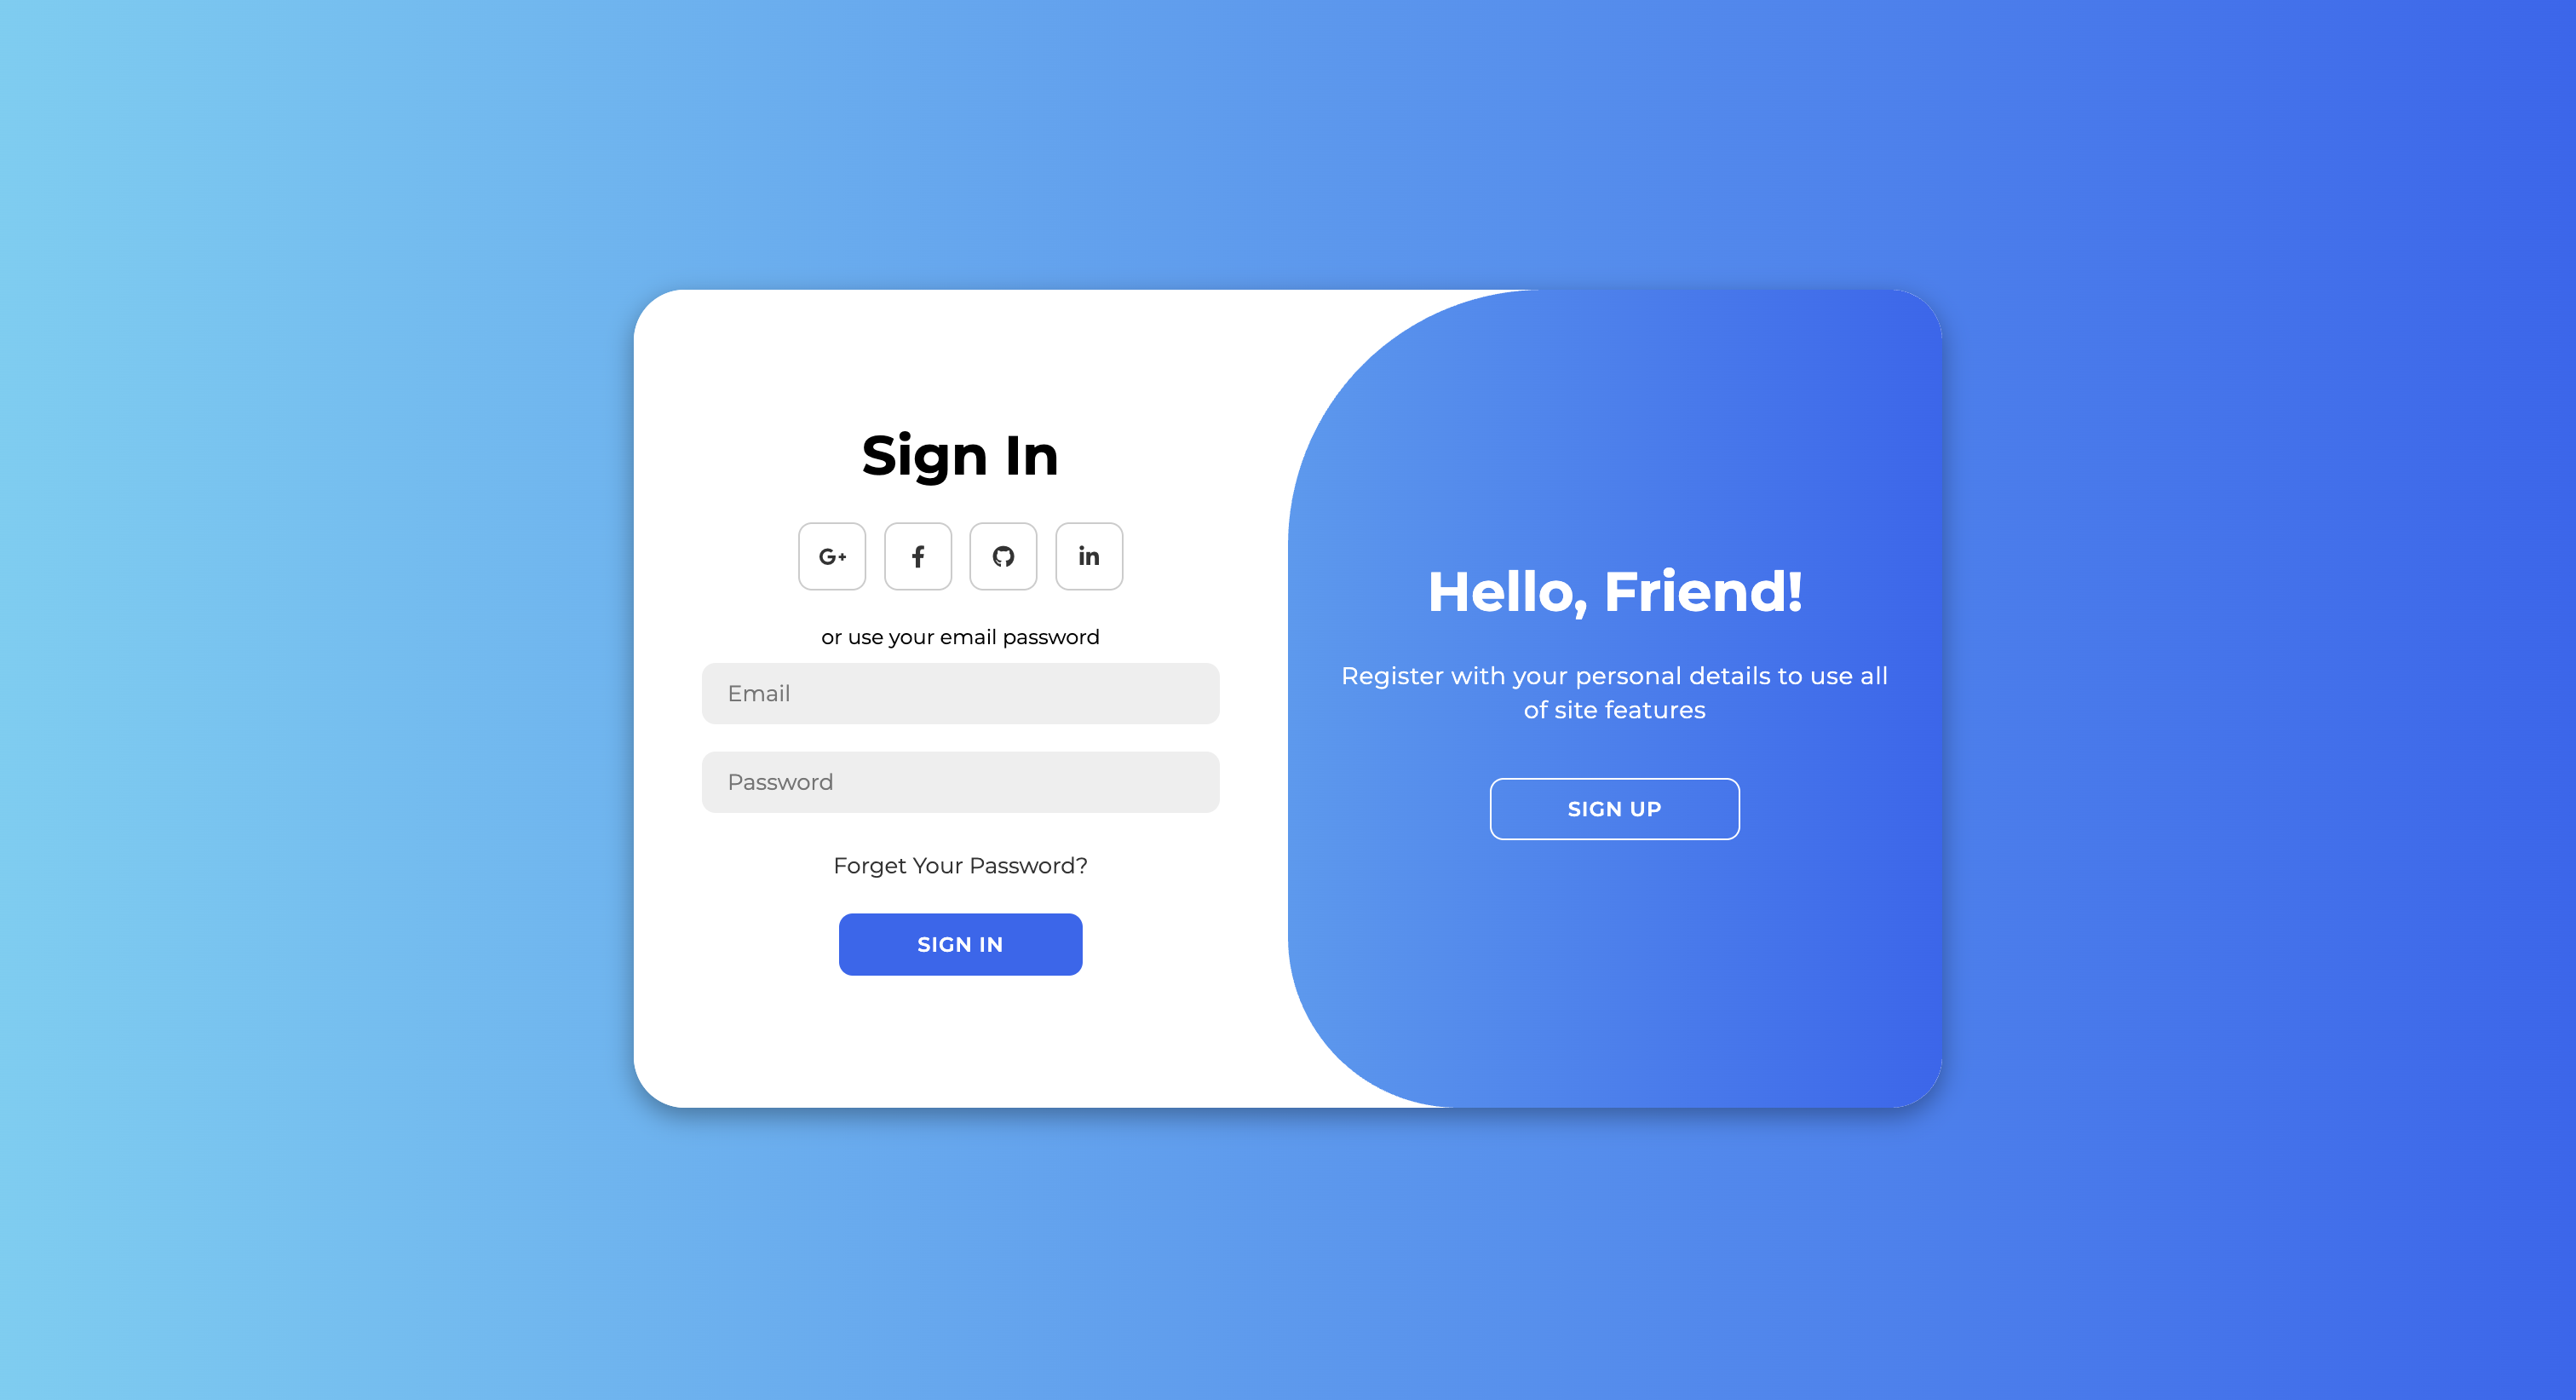 Sign In
G+ f in
or use your email password
Email
Password
Forget Your Password?
SIGN IN
Hello, Friend!
Register with your personal details to use all
of site features
SIGN UP